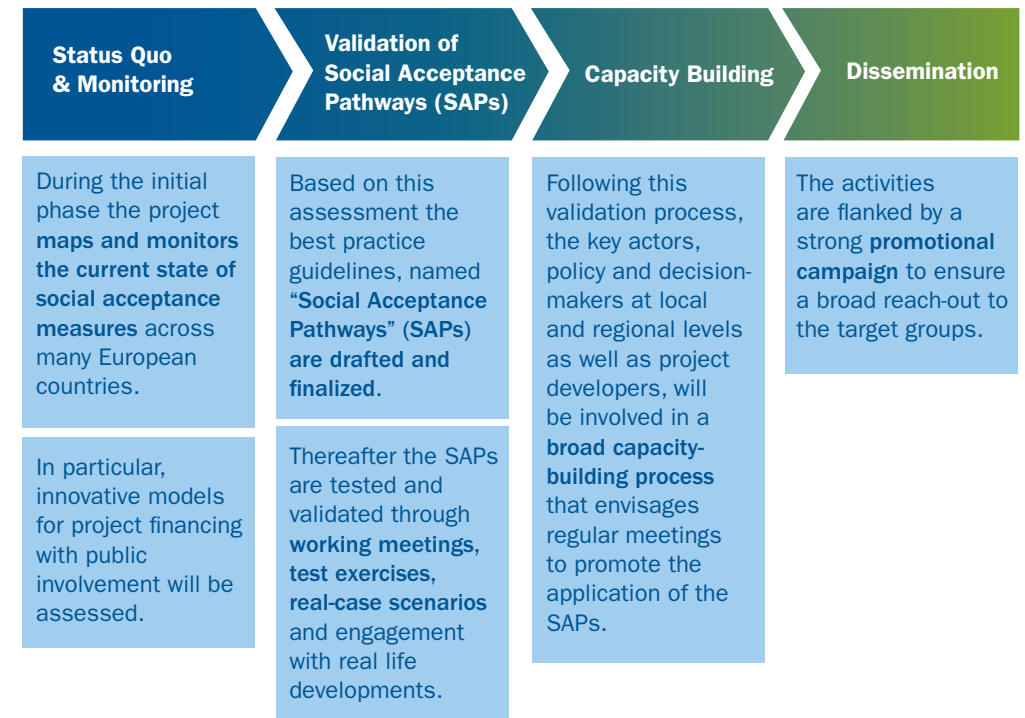 Status Quo
& Monitoring
Validation of
Social Acceptance
Pathways (SAPs)
Capacity Building
Dissemination
During the initial
phase the project
maps and monitors
the current state of
social acceptance
measures across
many European
countries.
In particular,
innovative models
for project financing
with public
involvement will be
assessed.
Based on this
assessment the
best practice
guidelines, named
“Social Acceptance
Pathways” (SAPs)
are drafted and
finalized.
Thereafter the SAPs
are tested and
validated through
working meetings,
test exercises,
real-case scenarios
and engagement
with real life
developments.
Following this
validation process,
the key actors,
policy and decision-
makers at local
and regional levels
as well as project
developers, will
be involved in a
broad capacity-
building process
that envisages
regular meetings
to promote the
application of the
SAPs.
The activities
are flanked by a
strong promotional
campaign to ensure
a broad reach-out to
the target groups.